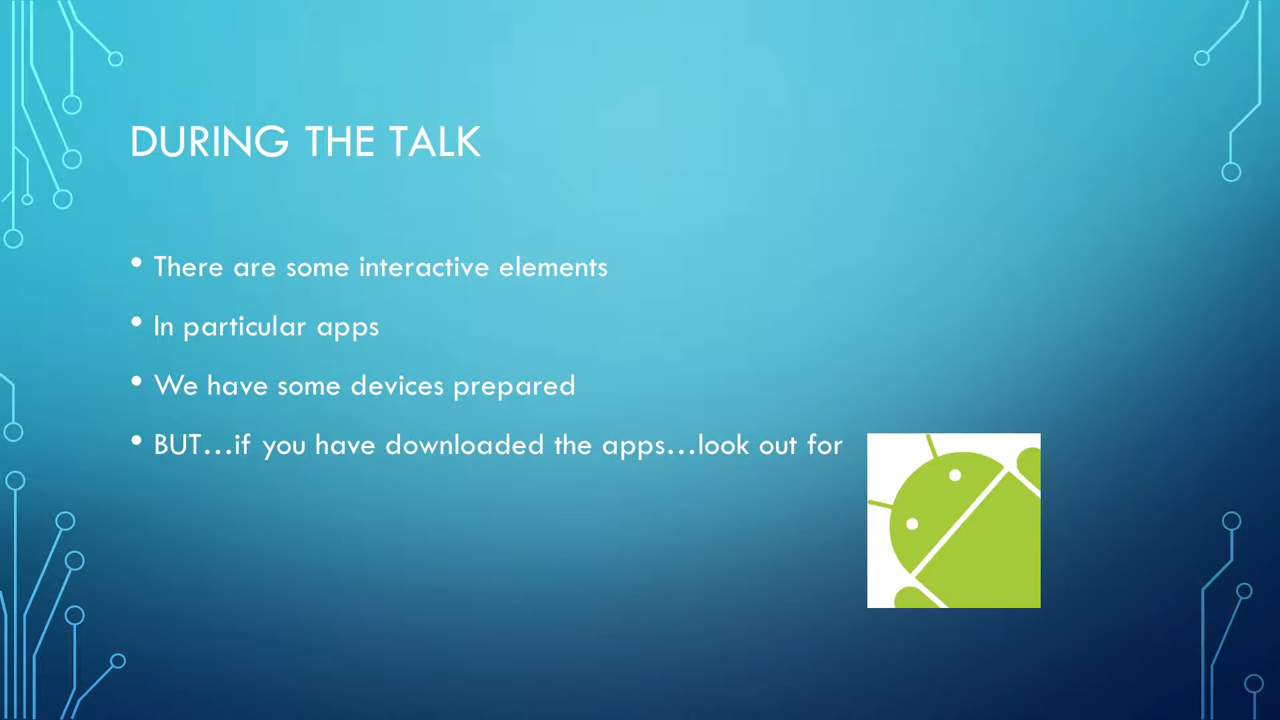 DURING THE TALK
• There are some interactive elements
• In particular apps
• We have some devices prepared
• BUT…if you have downloaded the apps…look out for